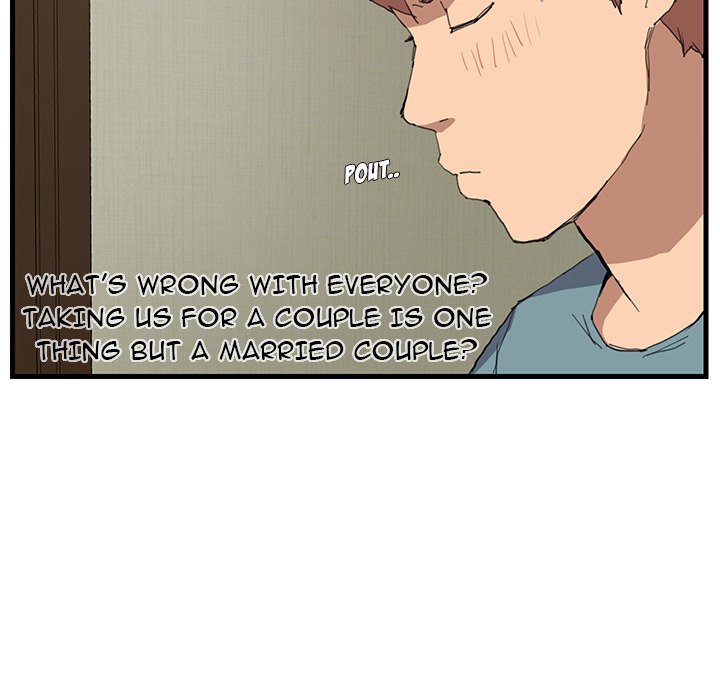 POUT..
WHAT'S WRONG WITH EVERYONE?
TAKING US FOR A COUPLE IS ONE
THING BUT A MARRIED COUPLE?